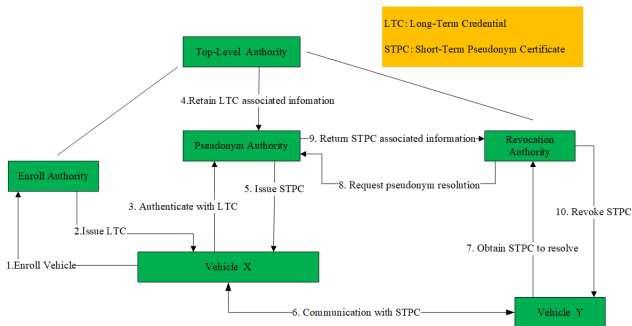 LTC: Long-Term Credential
STPC: Short-Term Pseudonym Certificate
Top-Level Authority
4.Retain LTC associated infomation
9. Return STPC associated information
Pseudonym Authority
Revocation
Authority
Enroll Authority
8. Request pseudonym resolution
5. Issue STPC
3. Authenticate with LTC
10. Revoke STPC
2.Issue LTC
7. Obtain STPC to resolve
1.Enroll Vehicle
Vehicle X
6. Communication with STPC
Vehicle Y